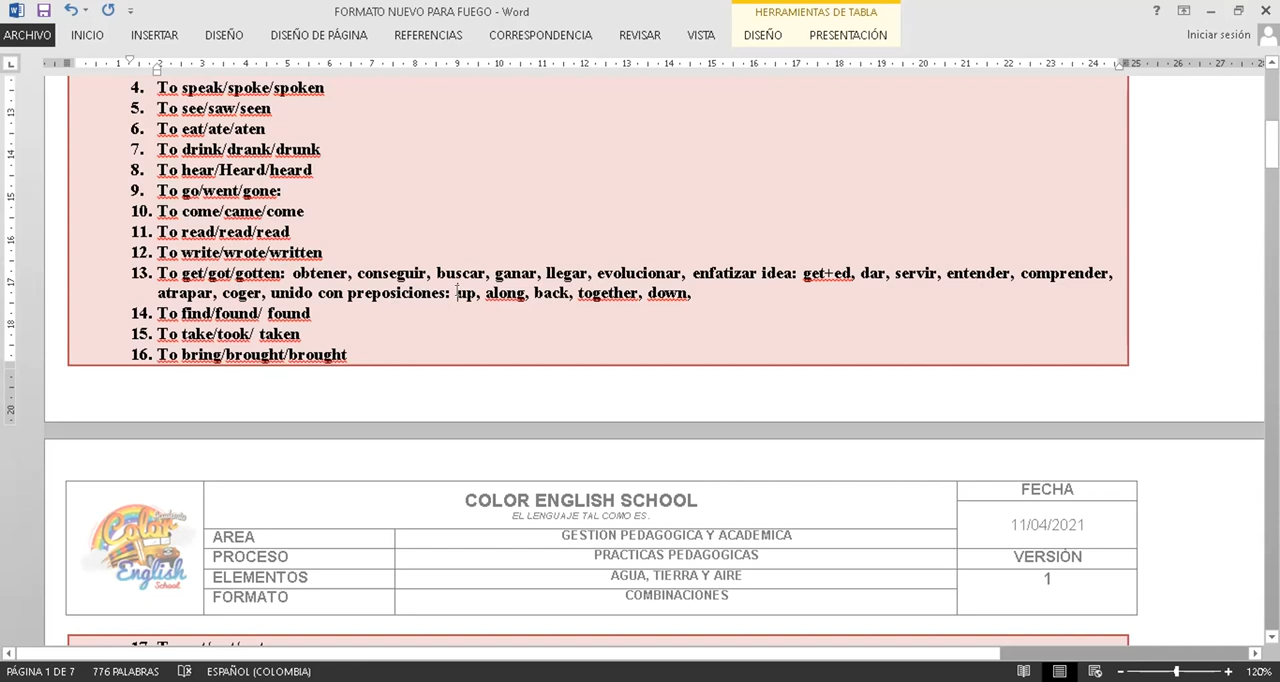 FORMATO NUEVO PARA FUEGO - Word
HERRAMIENTAS DE TABLA
ARCHIVO INICIO INSERTAR DISEÑO DISEÑO DE PÁGINA REFERENCIAS CORRESPONDENCIA REVISAR VISTA DISEÑO PRESENTACIÓN Iniciar sesión
4. To speak/spoke/spoken
5. To see/saw/seen
6. To eat/ate/aten
7. To drink/drank/drunk
8. To hear/Heard/heard
9. To go/went/gone:
10. To come/came/come
11. To read/read/read
12. To write/wrote/written
13. To get/got/gotten: obtener, conseguir, buscar, ganar, llegar, evolucionar, enfatizar idea: get+ed, dar, servir, entender, comprender,
atrapar, coger, unido con preposiciones: up, along, back, together, down,
14. To find/found/ found
15. To take/took/ taken
16. To bring/brought/brought
COLOR ENGLISH SCHOOL
EL LENGUAJE TAL COMO ES.
FECHA
11/04/2021
AREA GESTION PEDAGOGICA Y ACADEMICA
PROCESO PRACTICAS PEDAGOGICAS
VERSIÓN
ELEMENTOS AGUA, TIERRA Y AIRE
1
FORMATO COMBINACIONES
Color
English
School
PÁGINA 1 DE 7 776 PALABRAS ESPAÑOL (COLOMBIA) 120%